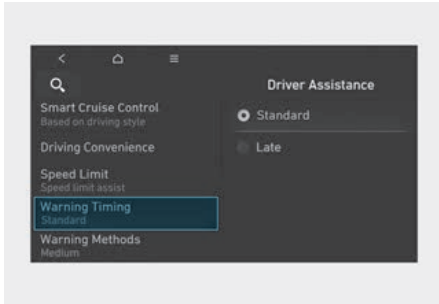 Driver Assistance
Smart Cruise Control
Based on driving style
Driving Convenience
Speed Limit
Speed limit assist
Warning Timing
Standard
Warning Methods
Medium
Standard
Late